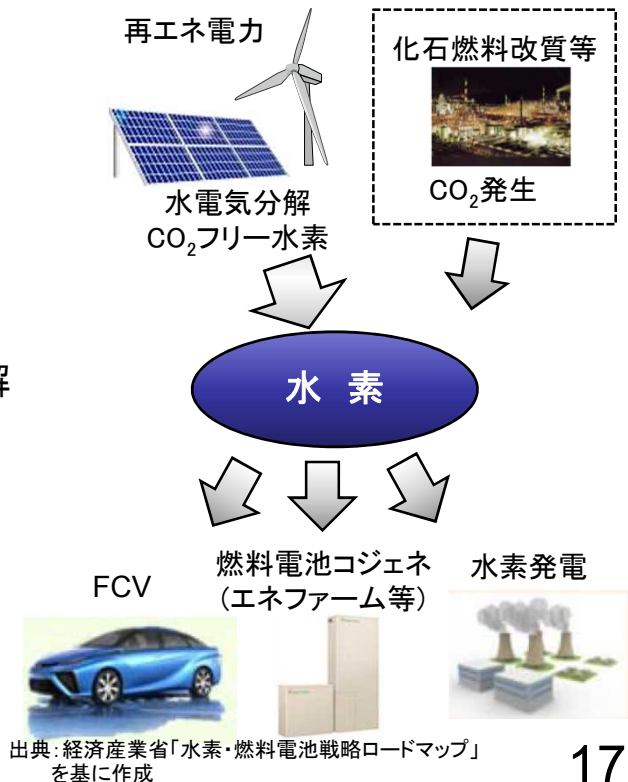 再エネ電力
化石燃料改質等
CO₂発生
水電気分解
CO₂フリー水素
解
水 素
FCV
燃料電池コジェネ
(エネファーム等)
水素発電
出典:経済産業省「水素・燃料電池戦略ロードマップ」
を基に作成
17